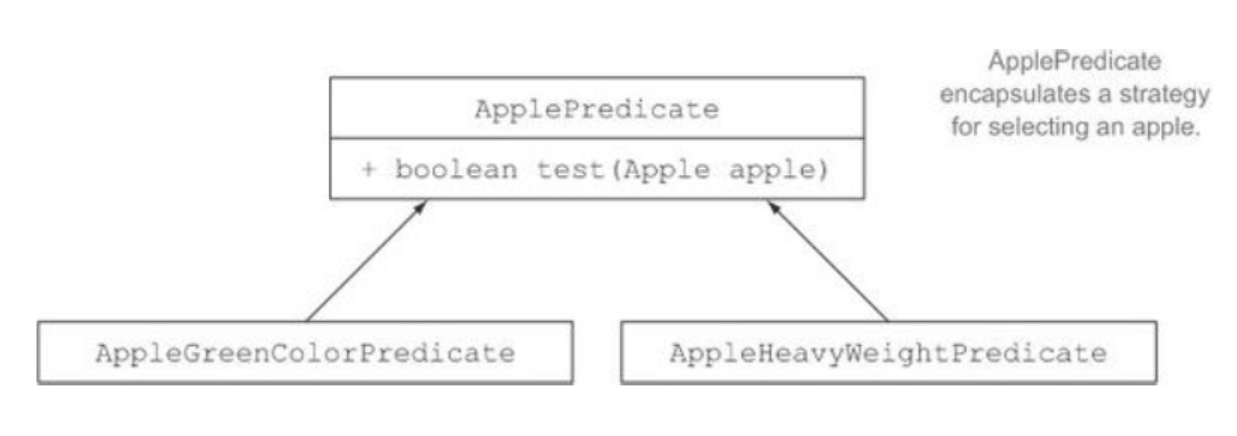 ApplePredicate
encapsulates a strategy
for selecting an apple.
ApplePredicate
+ boolean test(Apple apple)
AppleGreenColorPredicate
AppleHeavyWeightPredicate